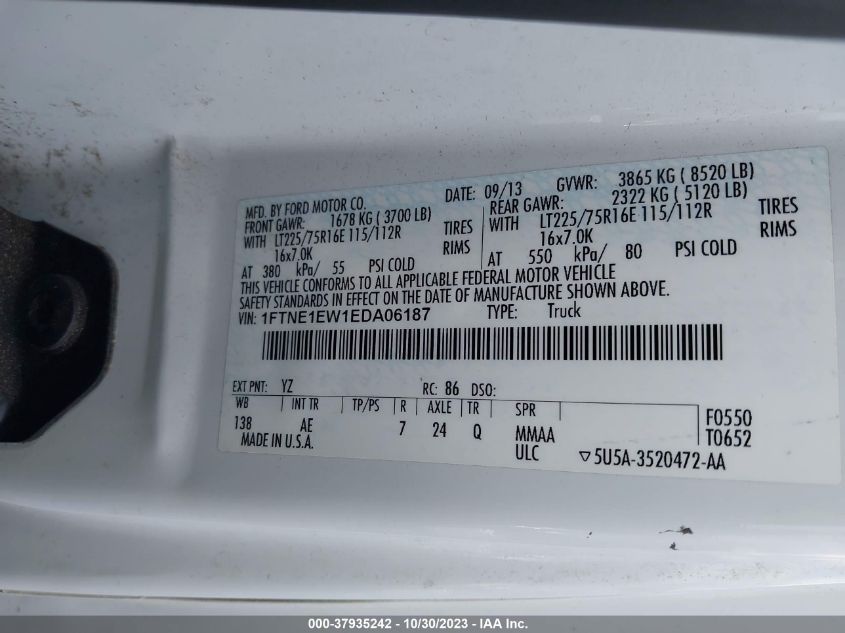 MFD. BY FORD MOTOR CO. DATE: 09/13 GVWR: 3865 KG ( 8520 LB)
FRONT GAWR: 1678 KG ( 3700 LB) REAR GAWR: 2322 KG ( 5120 LB)
WITH LT225/75R16E 115/112R TIRES WITH LT225/75R16E 115/112R TIRES
16x7.0K RIMS 16x7.0K RIMS
AT 380 kPa/ 55 PSI COLD AT 550 kPa/ 80 PSI COLD
THIS VEHICLE CONFORMS TO ALL APPLICABLE FEDERAL MOTOR VEHICLE
SAFETY STANDARDS IN EFFECT ON THE DATE OF MANUFACTURE SHOWN ABOVE.
VIN: 1FTNE1EW1EDA06187 TYPE: Truck
EXT PNT: YZ RC: 86 DSO:
WB INT TR TP/PS R AXLE TR SPR F0550
138 AE 7 24 Q MMAA T0652
MADE IN U.S.A. ULC ▽5U5A-3520472-AA
000-37935242 - 10/30/2023 - IAA Inc.